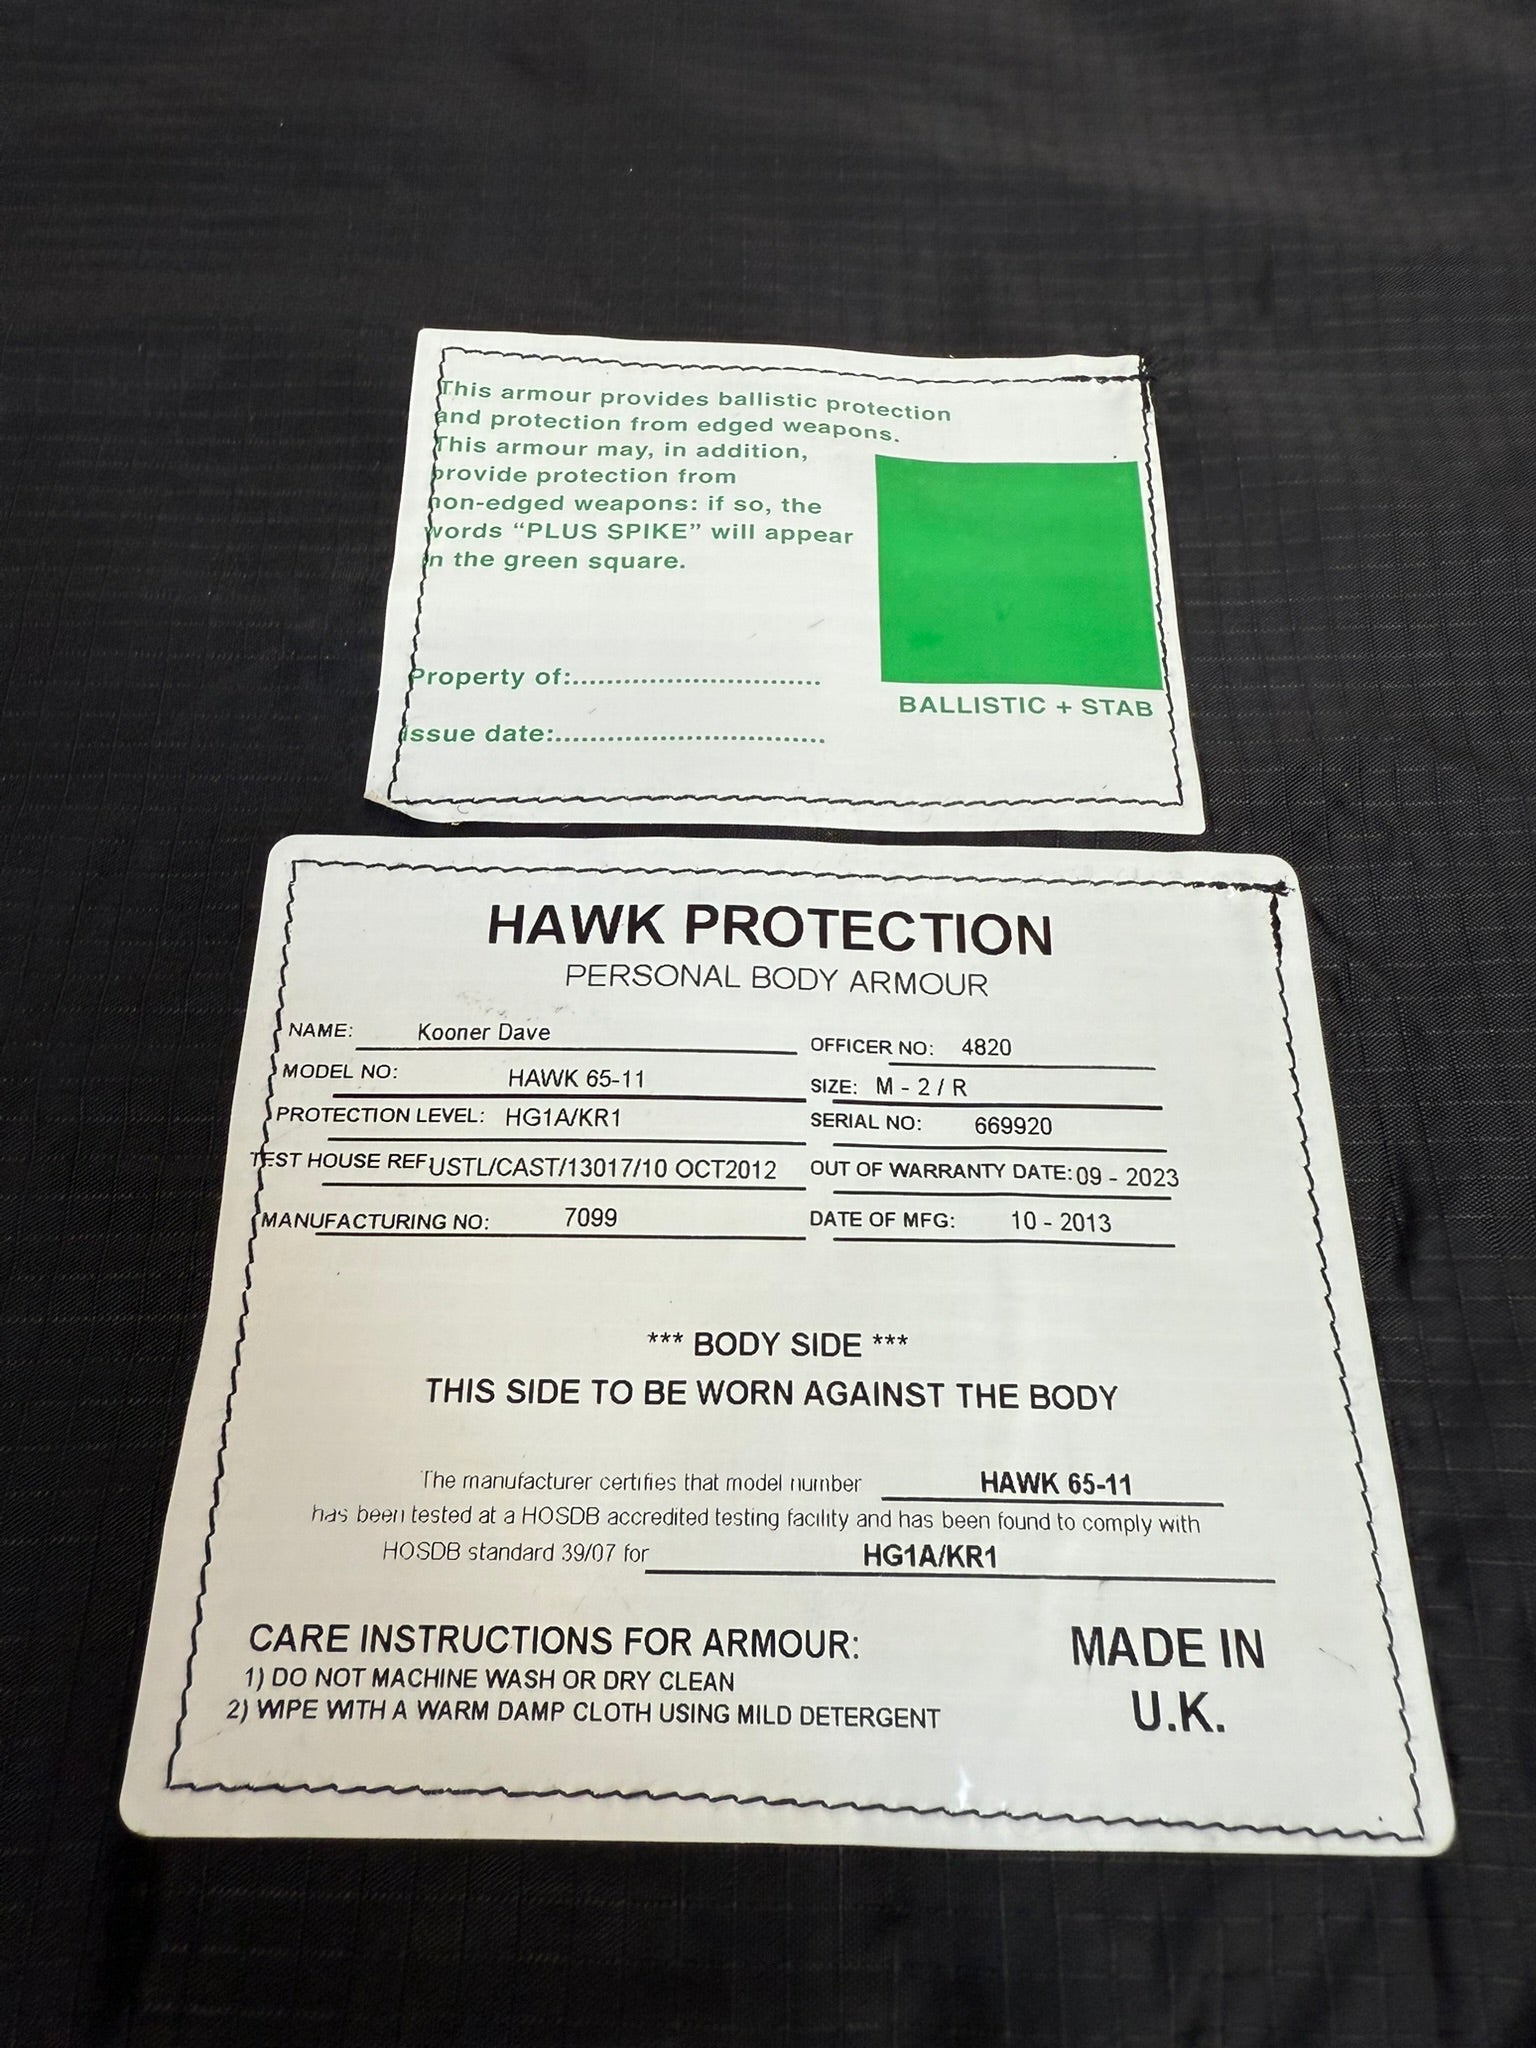 This armour provides ballistic protection
and protection from edged weapons.
This armour may, in addition,
provide protection from
non-edged weapons: if so, the
words “PLUS SPIKE” will appear
in the green square.
Property of:..............................
Issue date:................................
BALLISTIC + STAB
HAWK PROTECTION
PERSONAL BODY ARMOUR
NAME: Kooner Dave
OFFICER NO: 4820
MODEL NO: HAWK 65-11
SIZE: M - 2 / R
PROTECTION LEVEL: HG1A/KR1
SERIAL NO: 669920
TEST HOUSE REF: USTL/CAST/13017/10 OCT2012
OUT OF WARRANTY DATE: 09 - 2023
MANUFACTURING NO: 7099
DATE OF MFG: 10 - 2013
*** BODY SIDE ***
THIS SIDE TO BE WORN AGAINST THE BODY
The manufacturer certifies that model number HAWK 65-11
has been tested at a HOSDB accredited testing facility and has been found to comply with
HOSDB standard 39/07 for HG1A/KR1
CARE INSTRUCTIONS FOR ARMOUR:
1) DO NOT MACHINE WASH OR DRY CLEAN
2) WIPE WITH A WARM DAMP CLOTH USING MILD DETERGENT
MADE IN
U.K.